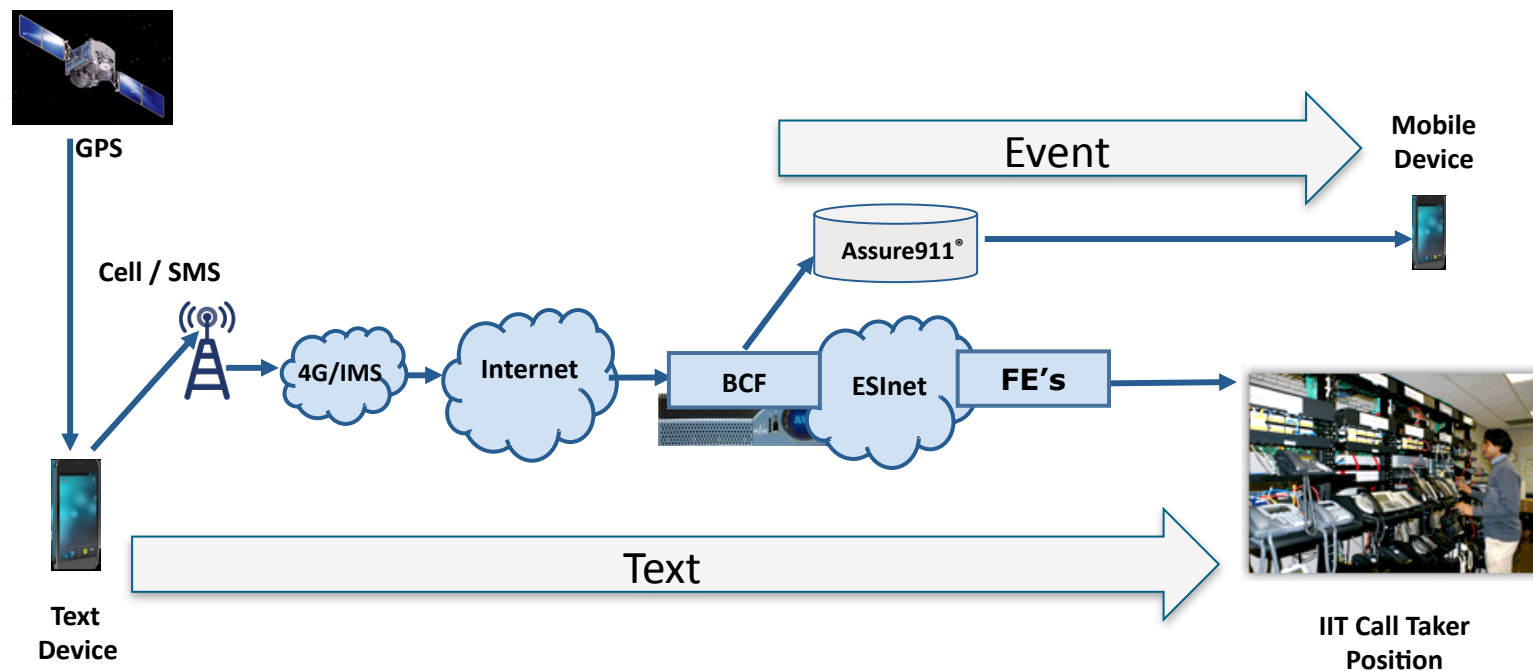 GPS
Event
Mobile
Device
Assure911®
Cell / SMS
4G/IMS
Internet
BCF
ESInet
FE's
Text
Text
Device
IIT Call Taker
Position